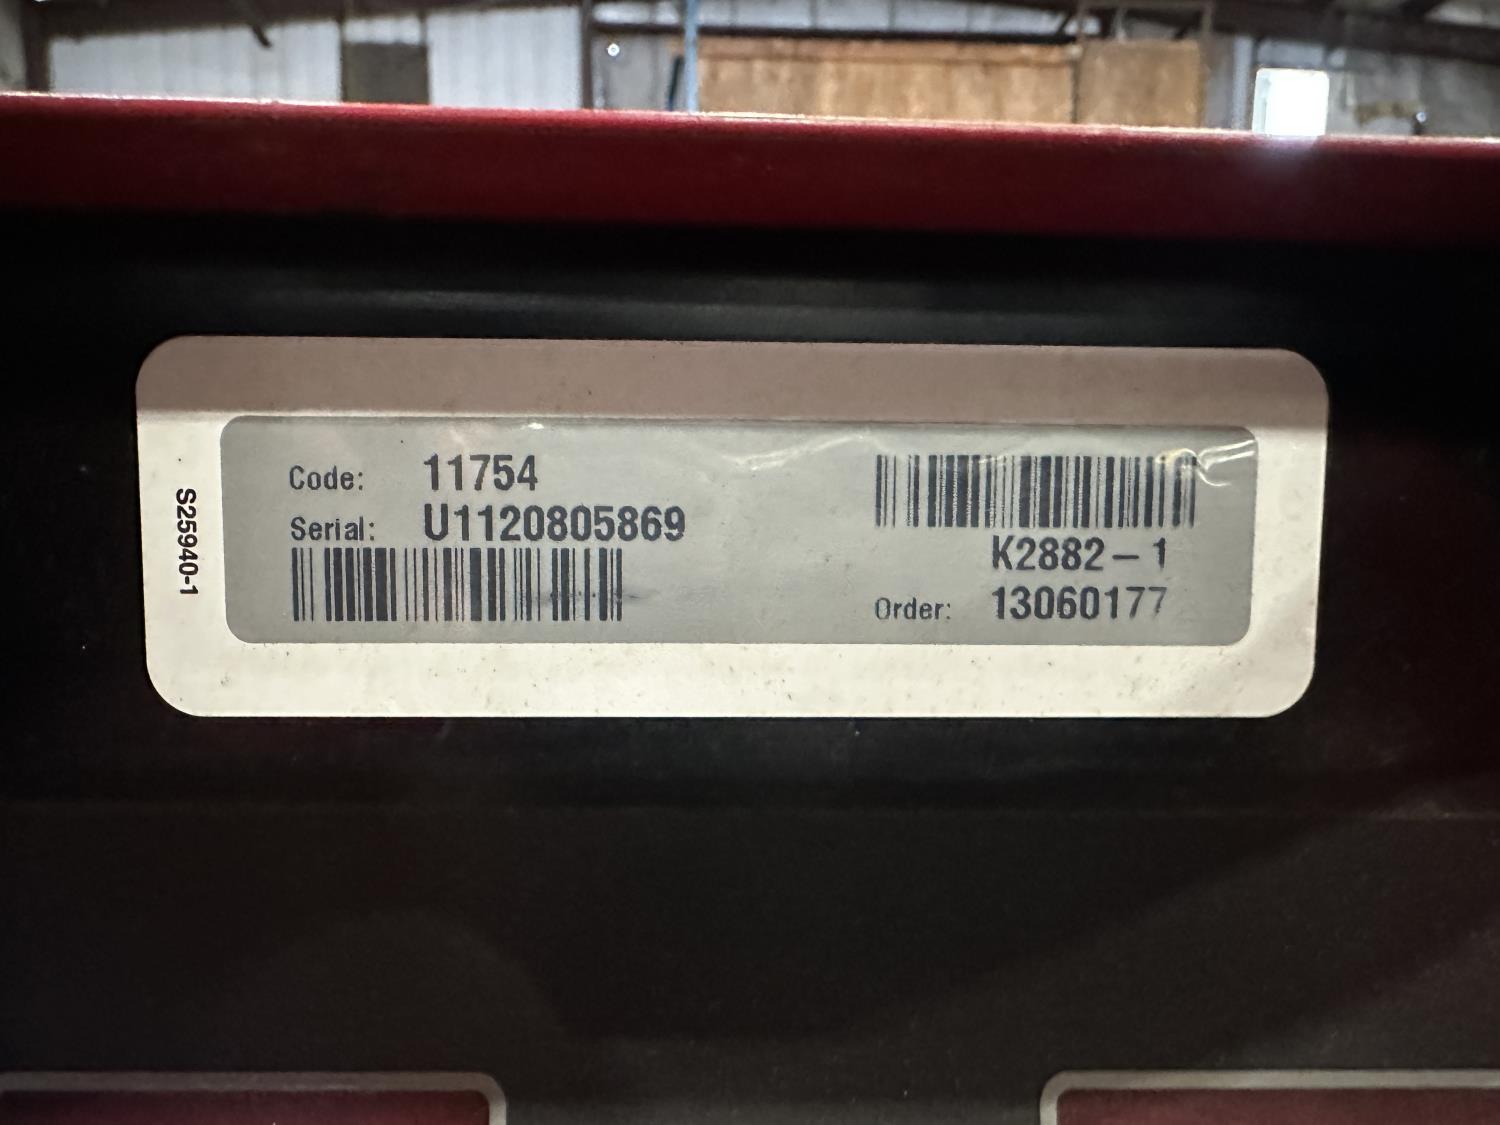 S25940-1
Code: 11754
Serial: U1120805869
K2882-1
Order: 13060177